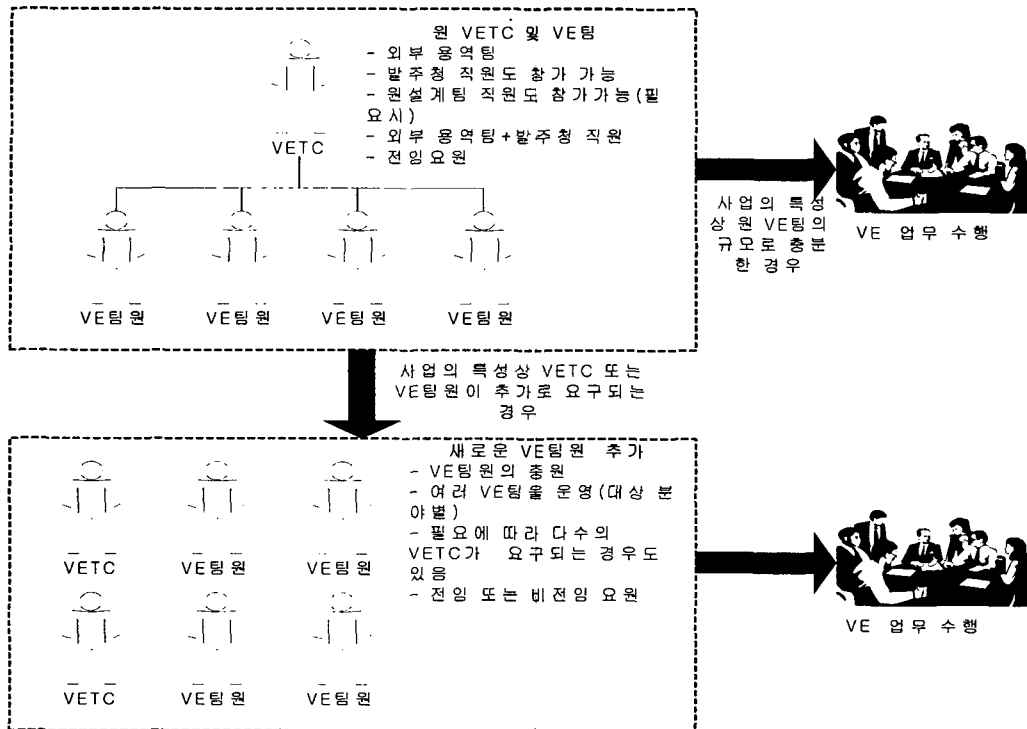 원 VETC 및 VE팀
- 외부 용역팀
- 발주청 직원도 참가 가능
- 원설계팀 직원도 참가가능(필
요시)
- 외부 용역팀+발주청 직원
- 전임요원
VETC
VE팀원 VE팀원 VE팀원 VE팀원
사업의 특성
상 원 VE팀의
규모로 충분
한 경우
VE 업무 수행
사업의 특성상 VETC 또는
VE팀원이 추가로 요구되는
경우
새로운 VE팀원 추가
- VE팀원의 충원
- 여러 VE팀을 운영(대상 분
야별)
- 필요에 따라 다수의
VETC가 요구되는 경우도
있음
- 전임 또는 비전임 요원
VETC VE팀원 VE팀원
VETC VE팀원 VE팀원
VE 업무 수행